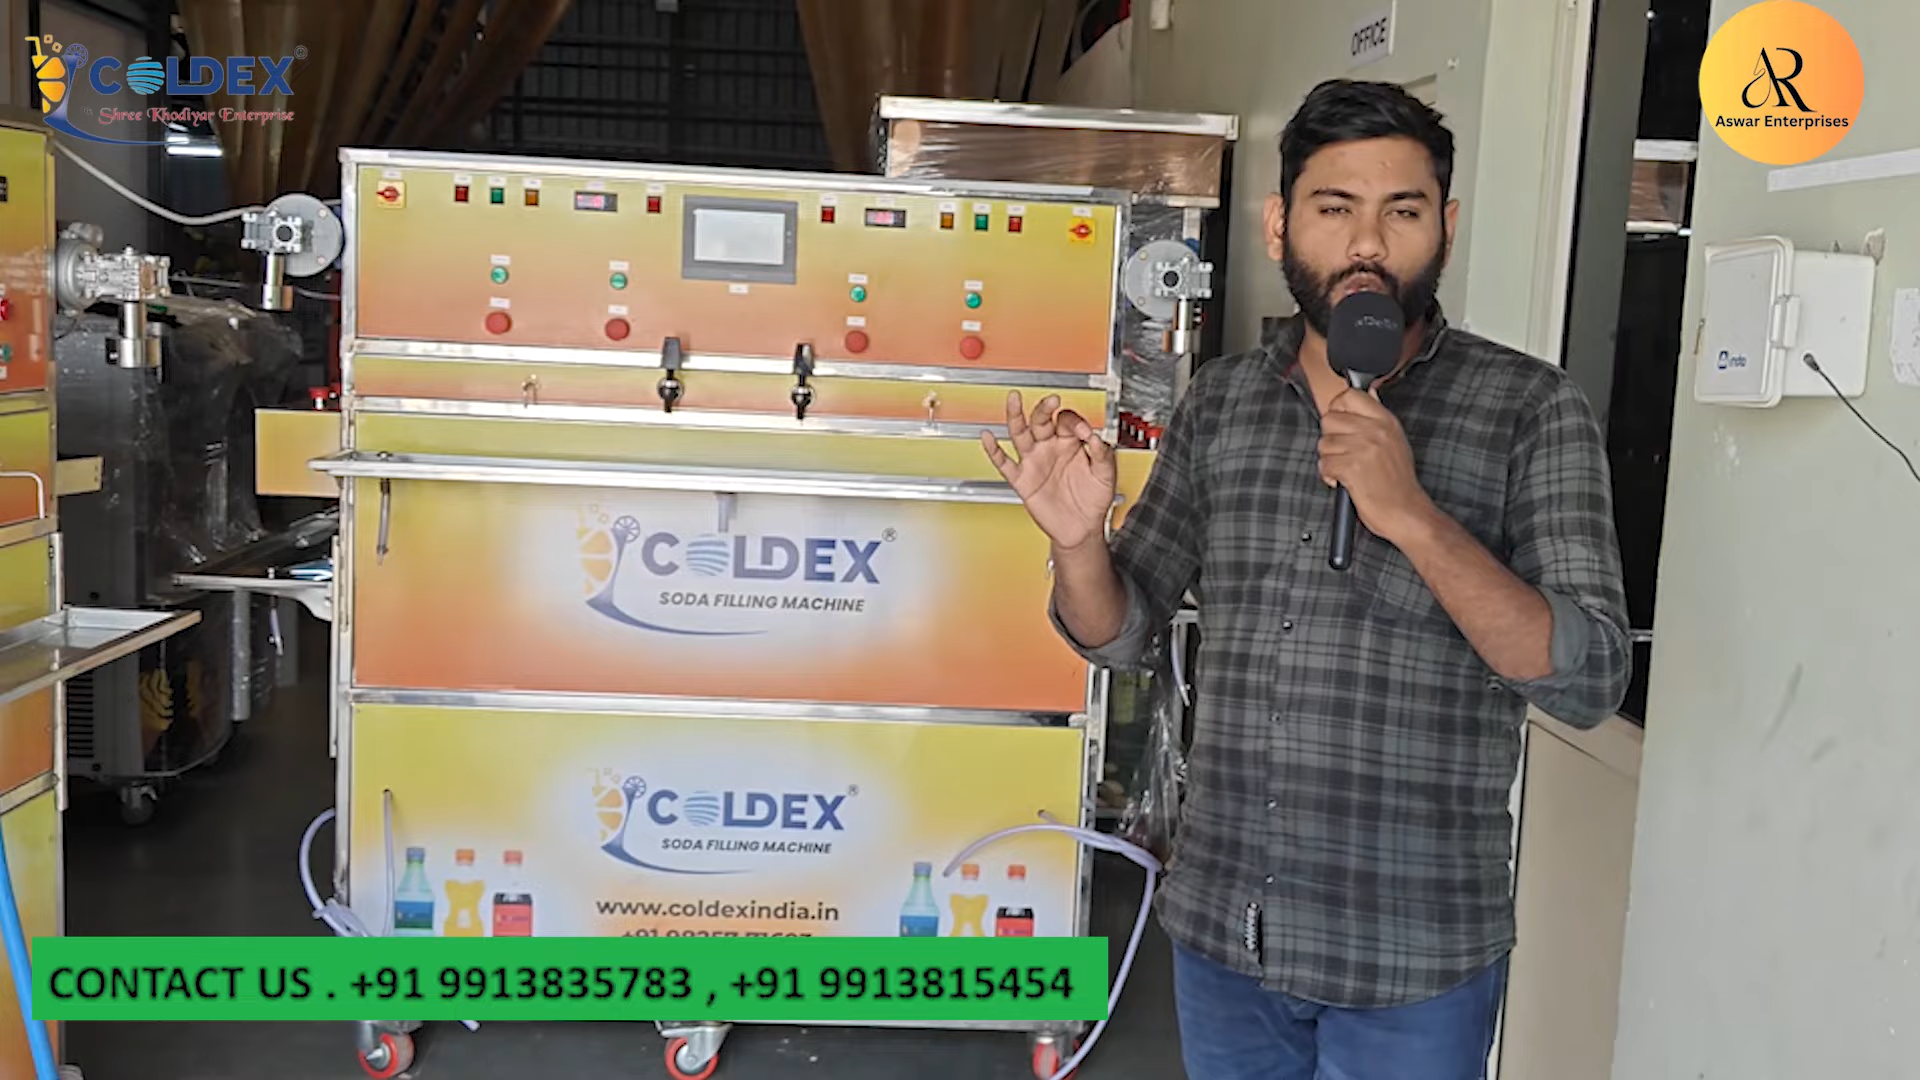 COLDEX
Shree Khodiyar Enterprise
OFFICE
AR
Aswar Enterprises
COLDEX®
SODA FILLING MACHINE
COLDEX®
SODA FILLING MACHINE
www.coldexindia.in
CONTACT US . +91 9913835783 , +91 9913815454